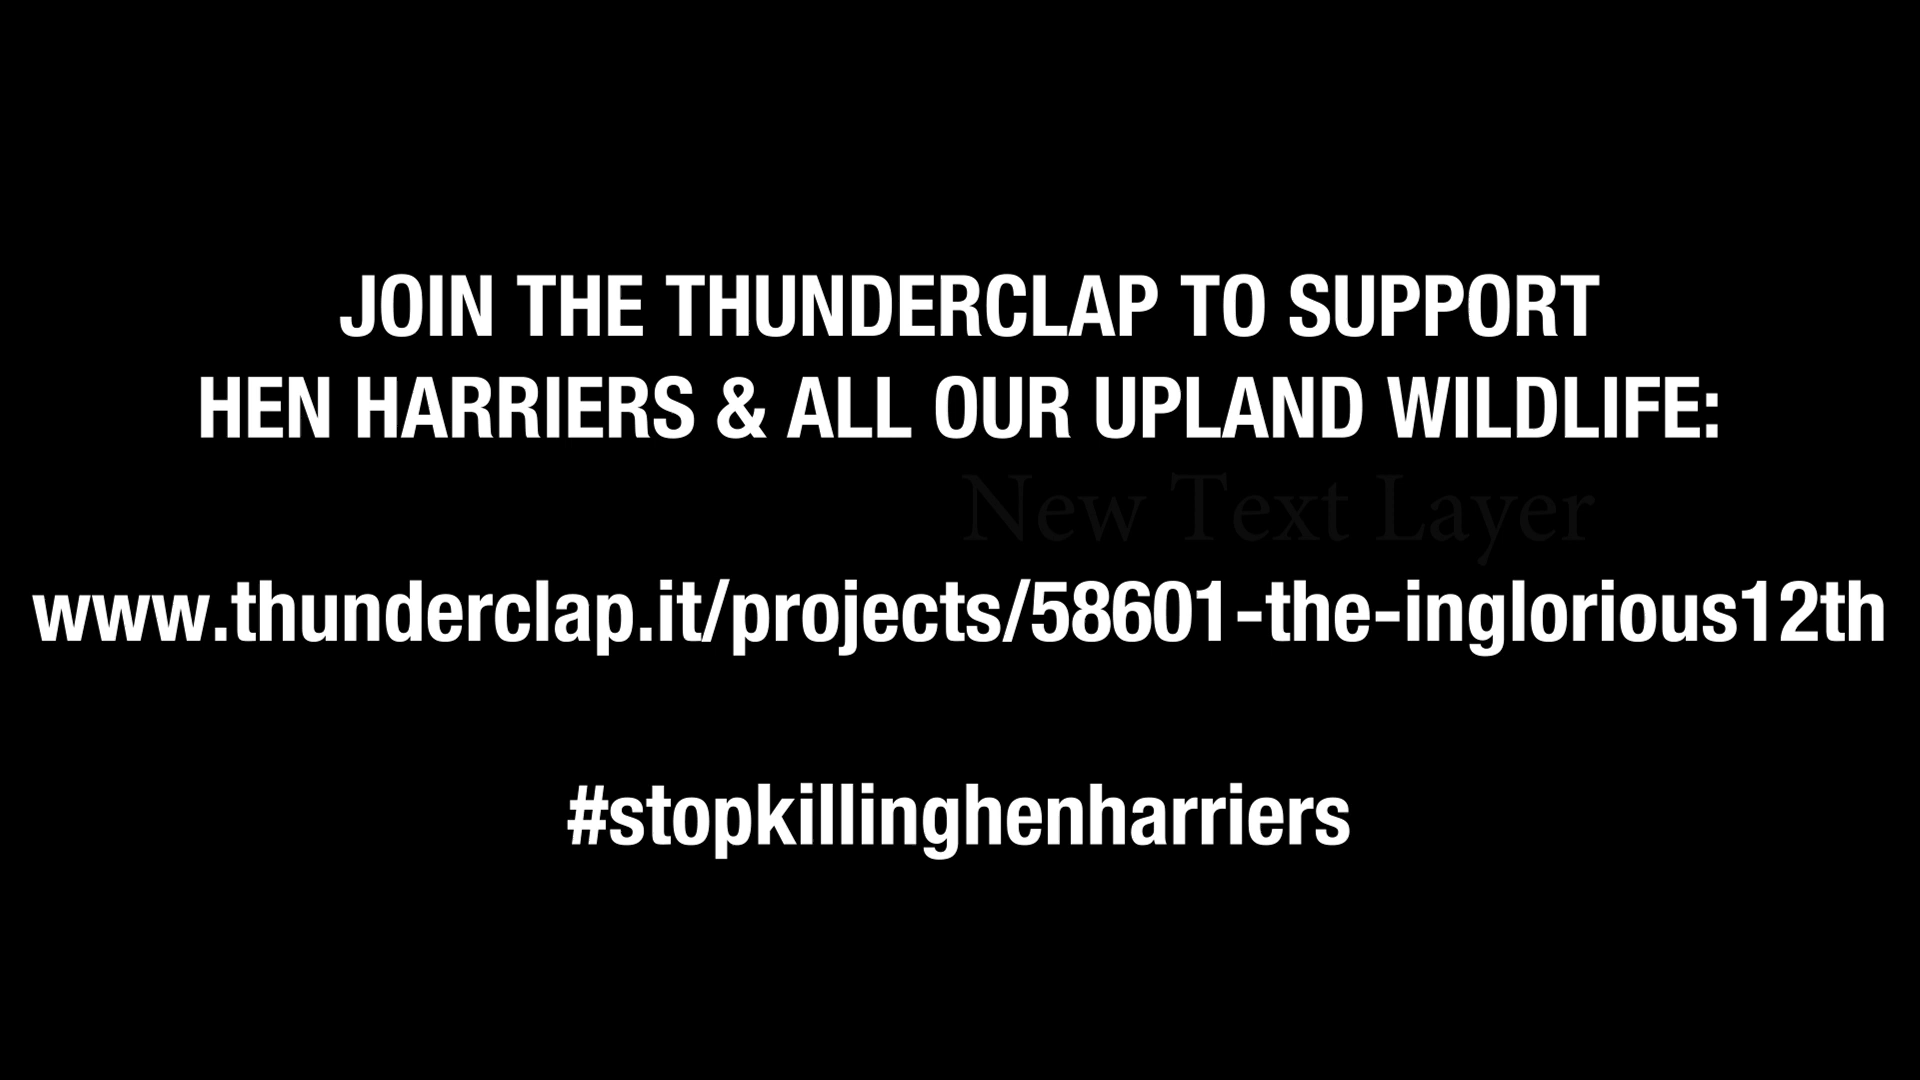 JOIN THE THUNDERCLAP TO SUPPORT
HEN HARRIERS & ALL OUR UPLAND WILDLIFE:
New Text Layer
www.thunderclap.it/projects/58601-the-inglorious12th
#stopkillinghenharriers